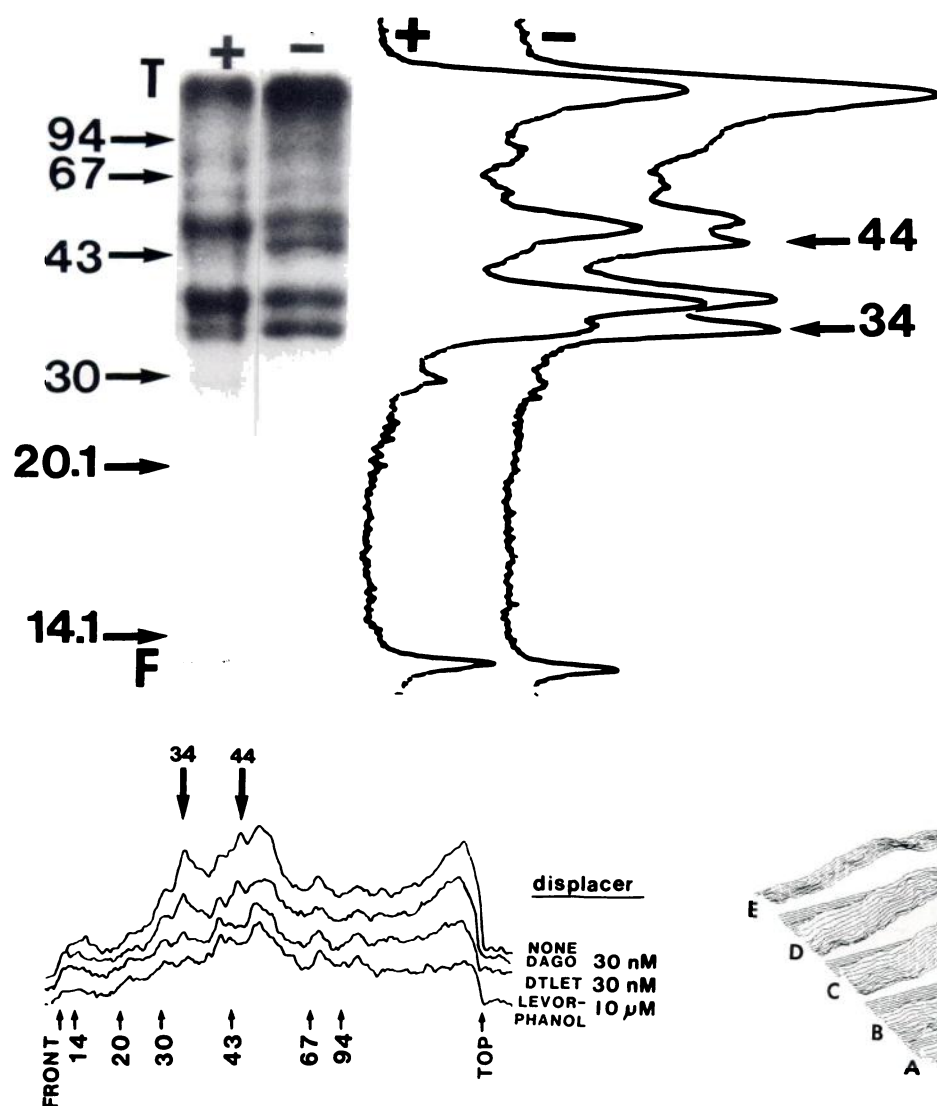 + −
T
94
67
43
30
20.1
14.1
F
+ −
44
34
34 44
displacer
NONE
DAGO 30 nM
DTLET 30 nM
LEVOR-
PHANOL 10 µM
FRONT 14 20 30 43 67 94 TOP
E
D
C
B
A